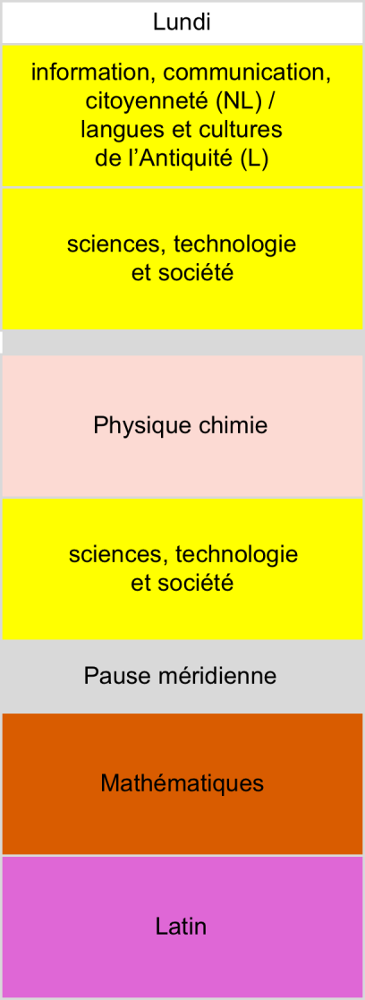 Lundi
information, communication,
citoyenneté (NL) /
langues et cultures
de l’Antiquité (L)
sciences, technologie
et société
Physique chimie
sciences, technologie
et société
Pause méridienne
Mathématiques
Latin